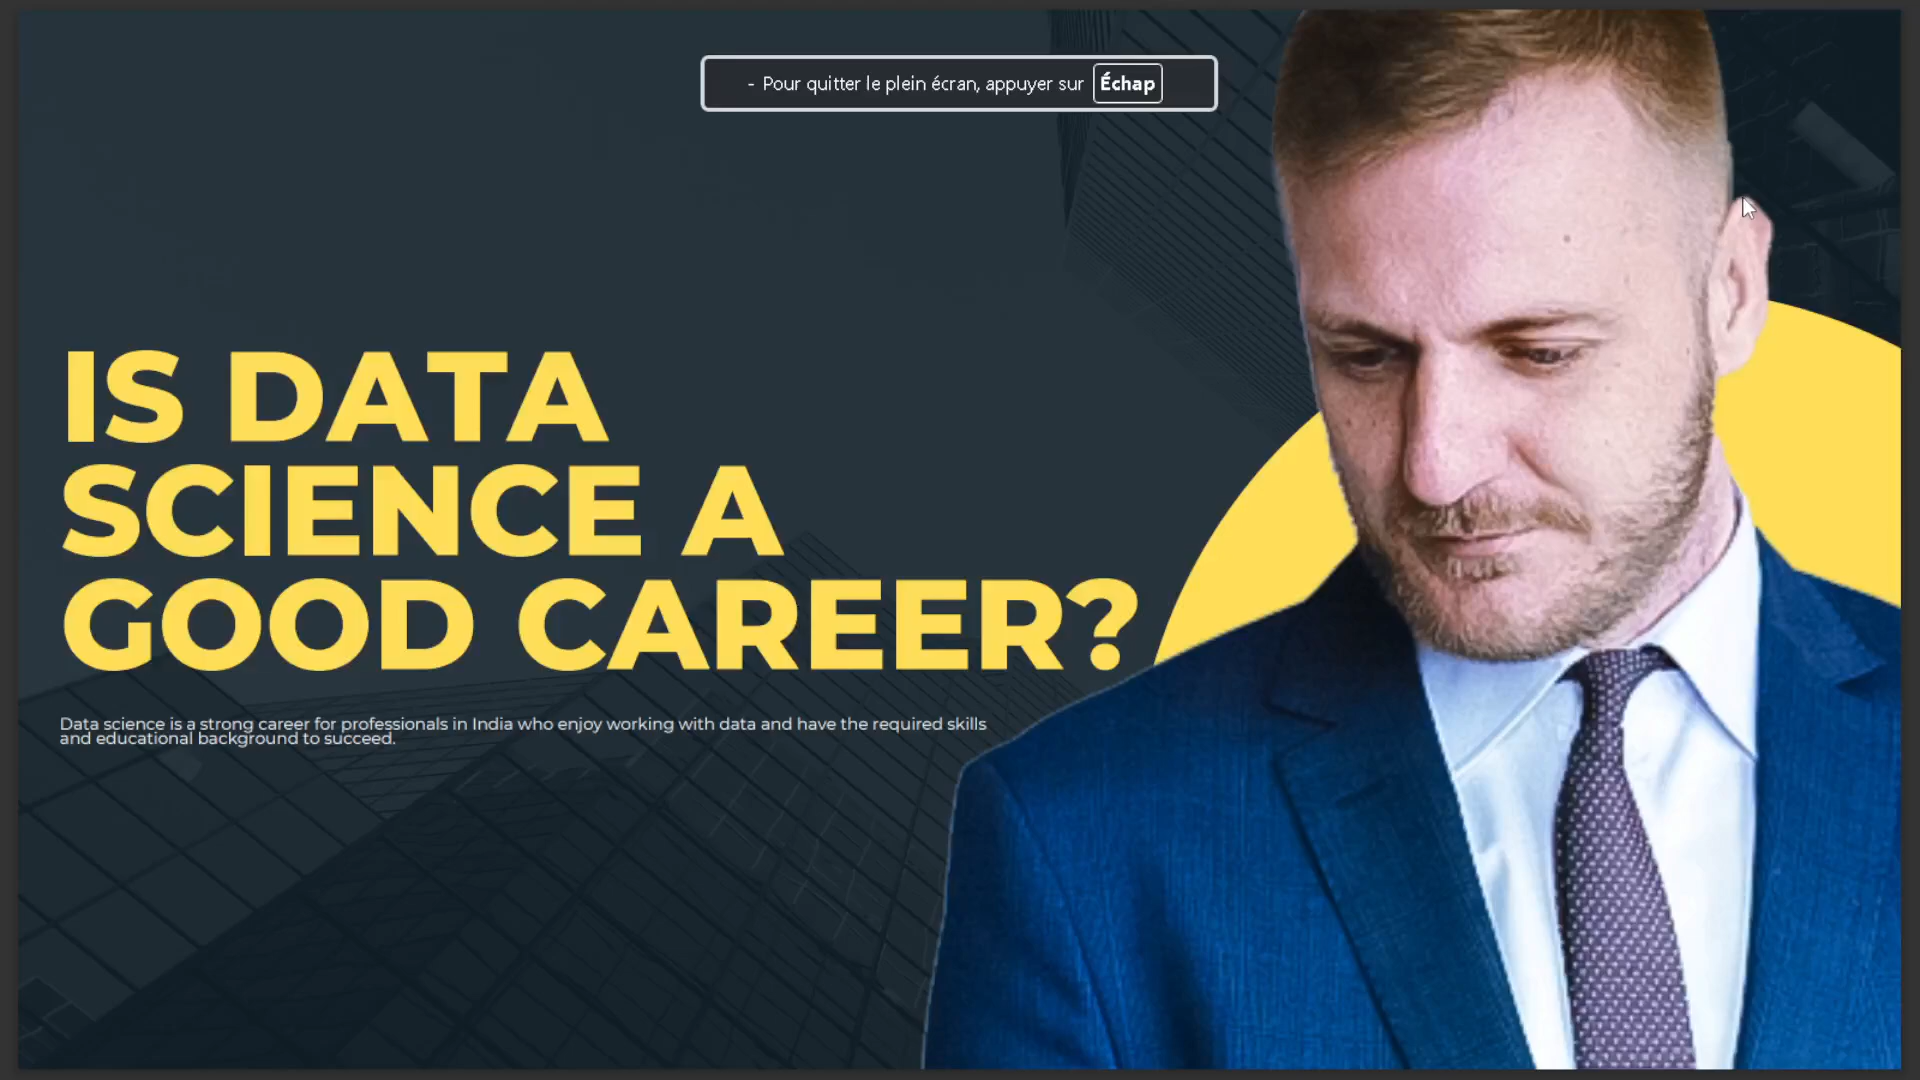 - Pour quitter le plein écran, appuyer sur Échap
IS DATA
SCIENCE A
GOOD CAREER?
Data science is a strong career for professionals in India who enjoy working with data and have the required skills
and educational background to succeed.